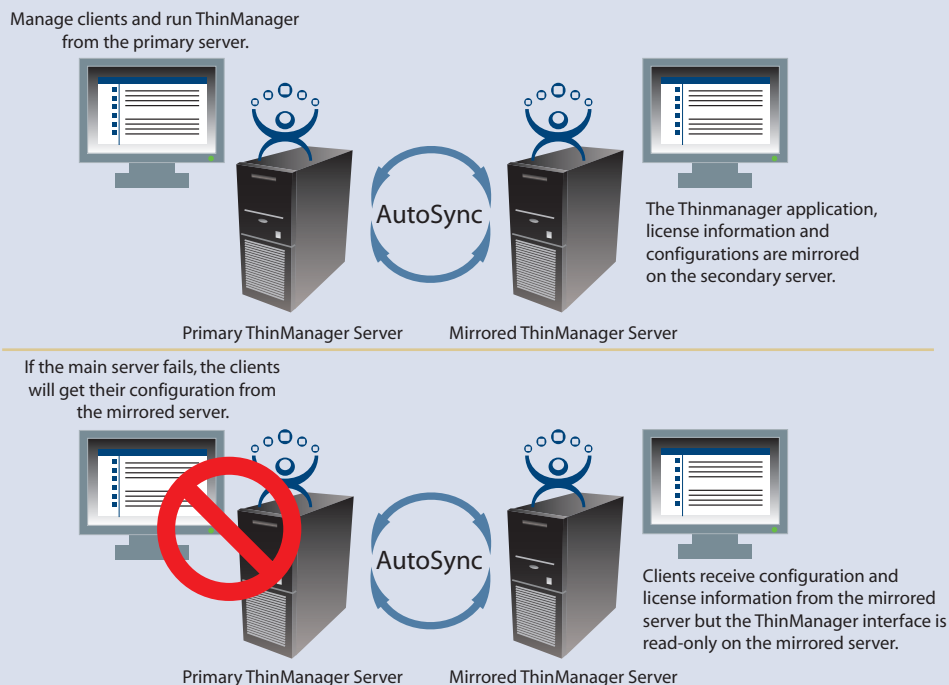 Manage clients and run ThinManager
from the primary server.
AutoSync
The Thinmanager application,
license information and
configurations are mirrored
on the secondary server.
Primary ThinManager Server
Mirrored ThinManager Server
If the main server fails, the clients
will get their configuration from
the mirrored server.
AutoSync
Clients receive configuration and
license information from the mirrored
server but the ThinManager interface is
read-only on the mirrored server.
Primary ThinManager Server
Mirrored ThinManager Server